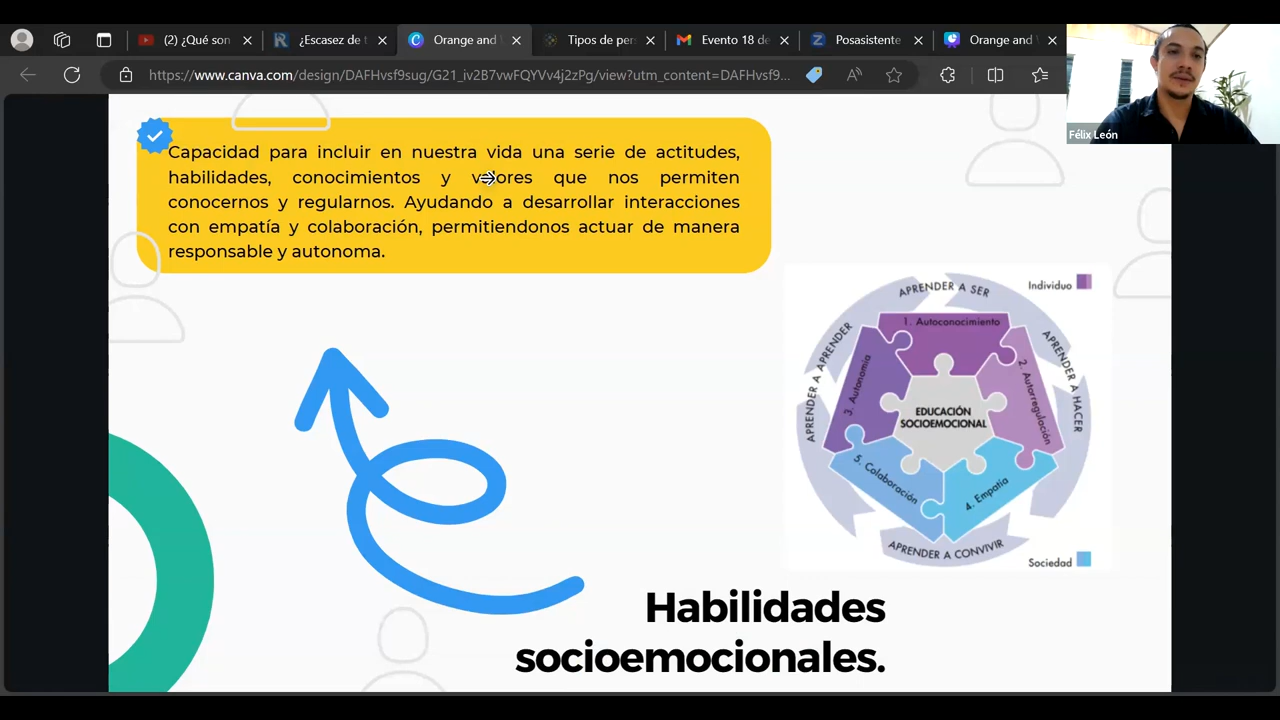 (2) ¿Qué son
¿Escasez de t
Orange and
Tipos de per
Evento 18 de
Posasistente
Orange and
https://www.canva.com/design/DAFHvsf9sug/G21_iv2B7vwFQYVv4j2zPg/view?utm_content=DAFHvsf9...
Félix León
Capacidad para incluir en nuestra vida una serie de actitudes,
habilidades, conocimientos y valores que nos permiten
conocernos y regularnos. Ayudando a desarrollar interacciones
con empatía y colaboración, permitiendonos actuar de manera
responsable y autonoma.
Individuo
APRENDER A SER
APRENDER A APRENDER
APRENDER A HACER
1. Autoconocimiento
2. Autorregulación
3. Autonomía
EDUCACIÓN
SOCIOEMOCIONAL
5. Colaboración
4. Empatía
APRENDER A CONVIVIR
Sociedad
Habilidades
socioemocionales.